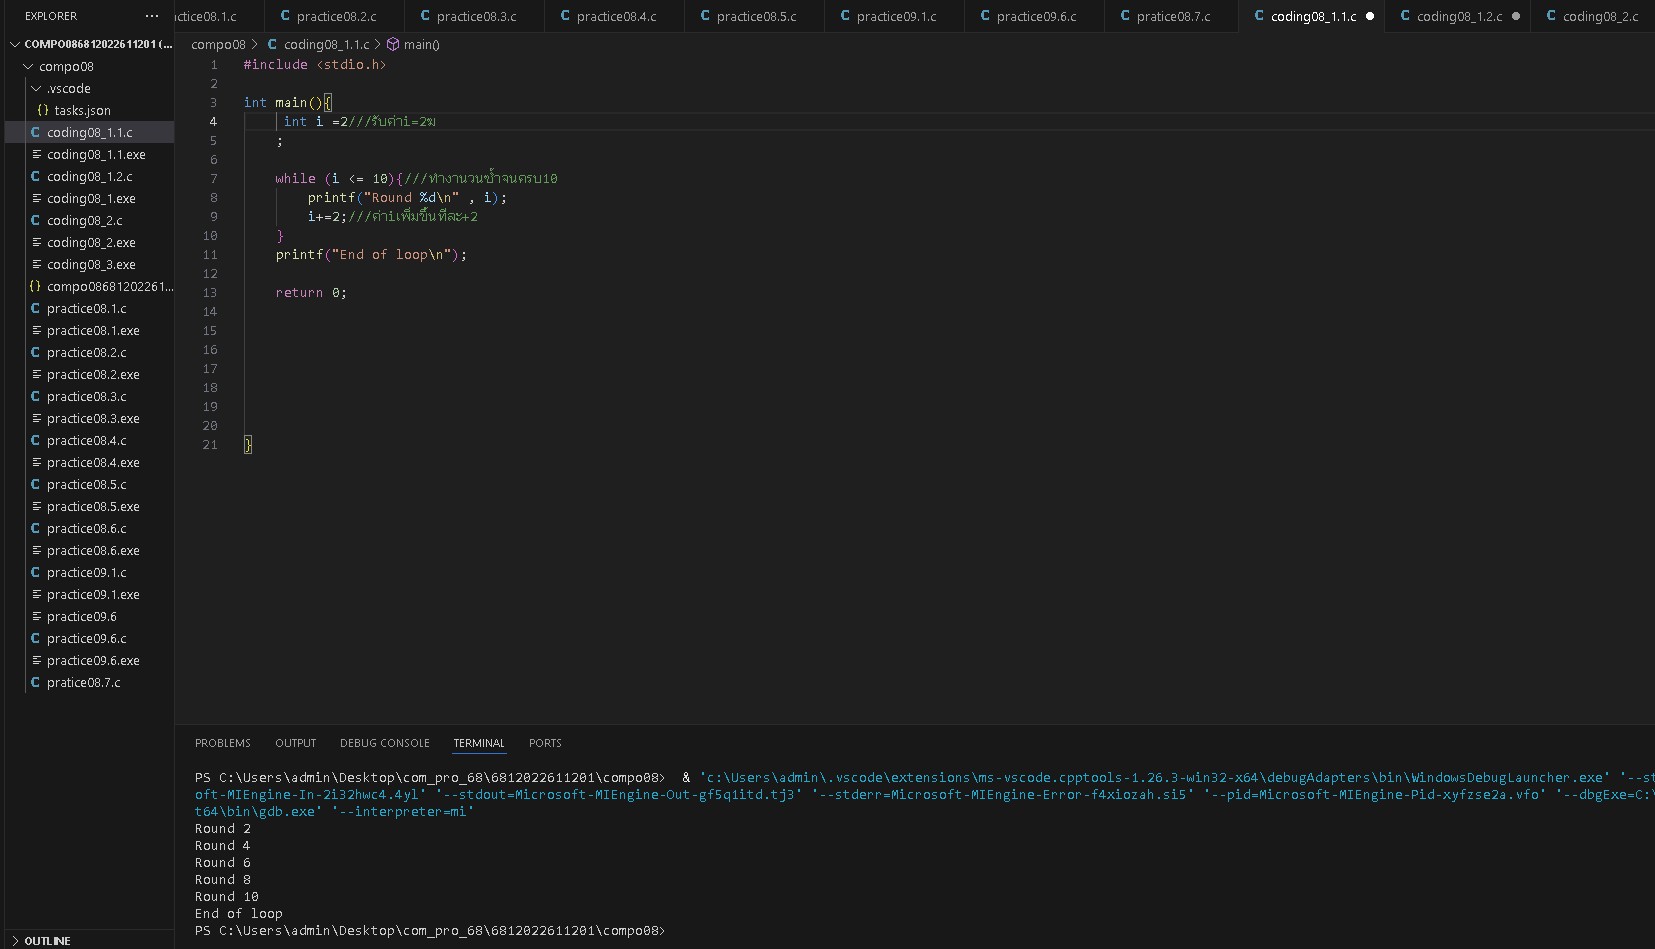 EXPLORER ...
ctice08.1.c practice08.2.c practice08.3.c practice08.4.c practice08.5.c practice09.1.c practice09.6.c pratice08.7.c coding08_1.1.c coding08_1.2.c coding08_2.c
COMPO086812022611201 (...
compo08 > coding08_1.1.c > main()
compo08
.vscode
{} tasks.json
coding08_1.1.c
coding08_1.1.exe
coding08_1.2.c
coding08_1.exe
coding08_2.c
coding08_2.exe
coding08_3.exe
{} compo08681202261...
practice08.1.c
practice08.1.exe
practice08.2.c
practice08.2.exe
practice08.3.c
practice08.3.exe
practice08.4.c
practice08.4.exe
practice08.5.c
practice08.5.exe
practice08.6.c
practice08.6.exe
practice09.1.c
practice09.1.exe
practice09.6
practice09.6.c
practice09.6.exe
pratice08.7.c
OUTLINE
1 #include <stdio.h>
2
3 int main(){
4 int i =2///รับค่าi=2ฆ
5 ;
6
7 while (i <= 10){///ทำงานวนซ้ำจนครบ10
8 printf("Round %d\n" , i);
9 i+=2;///ค่าiเพิ่มขึ้นทีละ+2
10 }
11 printf("End of loop\n");
12
13 return 0;
14
15
16
17
18
19
20
21 }
PROBLEMS OUTPUT DEBUG CONSOLE TERMINAL PORTS
PS C:\Users\admin\Desktop\com_pro_68\6812022611201\compo08> & 'c:\Users\admin\.vscode\extensions\ms-vscode.cpptools-1.26.3-win32-x64\debugAdapters\bin\WindowsDebugLauncher.exe' '--st
oft-MIEngine-In-2i32hwc4.4yl' '--stdout=Microsoft-MIEngine-Out-gf5q1itd.tj3' '--stderr=Microsoft-MIEngine-Error-f4xiozah.si5' '--pid=Microsoft-MIEngine-Pid-xyfzse2a.vfo' '--dbgExe=C:\
t64\bin\gdb.exe' '--interpreter=mi'
Round 2
Round 4
Round 6
Round 8
Round 10
End of loop
PS C:\Users\admin\Desktop\com_pro_68\6812022611201\compo08>